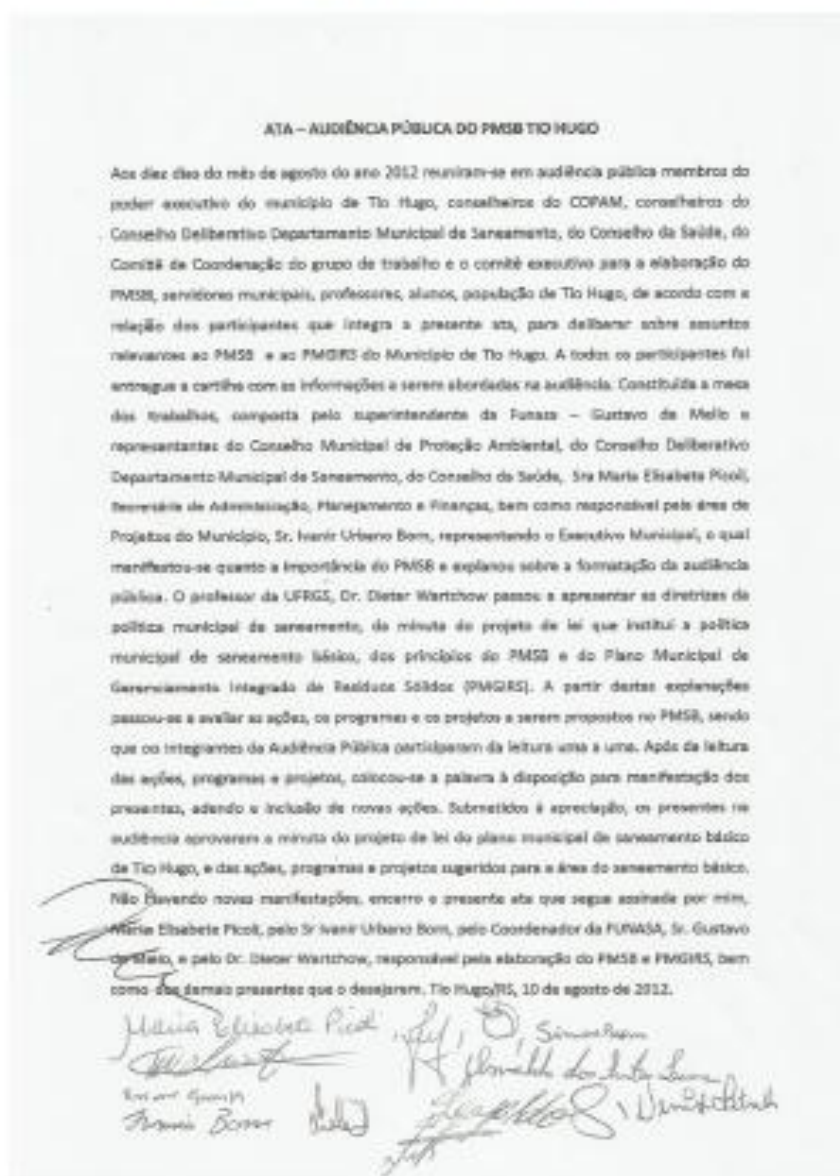 ATA – AUDIÊNCIA PÚBLICA DO PMSB TIO HUGO
Aos diez dias do mês de agosto do ano 2012 reuniram-se em audiência pública membros do
poder executivo do município de Tio Hugo, conselheiros do COPAM, conselheiros do
Conselho Deliberativo Departamento Municipal de Saneamento, do Conselho da Saúde, do
Comitê de Coordenação do grupo de trabalho e o comitê executivo para a elaboração do
PMSB, servidores municipais, professores, alunos, população de Tio Hugo, de acordo com a
relação dos participantes que integra a presente ata, para deliberar sobre assuntos
relevantes ao PMSB e ao PMGIRS do Município de Tio Hugo. A todos os participantes foi
entregue a cartilha com as informações a serem abordadas na audiência. Constituída a mesa
dos trabalhos, composta pelo superintendente da Funasa – Gustavo de Mello e
representantes do Conselho Municipal de Proteção Ambiental, do Conselho Deliberativo
Departamento Municipal de Saneamento, do Conselho da Saúde, Sra Maria Elisabete Picoli,
Secretária de Administração, Planejamento e Finanças, bem como responsável pela área de
Projetos do Município, Sr. Ivanir Urbano Born, representando o Executivo Municipal, o qual
manifestou-se quanto a importância do PMSB e explanou sobre a formatação da audiência
pública. O professor da UFRGS, Dr. Dieter Wartchow passou a apresentar as diretrizes da
política municipal de saneamento, da minuta do projeto de lei que institui a política
municipal de saneamento básico, dos princípios do PMSB e do Plano Municipal de
Gerenciamento Integrado de Resíduos Sólidos (PMGIRS). A partir destas explanações
passou-se a avaliar as ações, os programas e os projetos a serem propostos no PMSB, sendo
que os integrantes da Audiência Pública participaram da leitura uma a uma. Após da leitura
das ações, programas e projetos, colocou-se a palavra à disposição para manifestação dos
presentes, adendo e inclusão de novas ações. Submetidos à apreciação, os presentes na
audiência aprovaram a minuta do projeto de lei do plano municipal de saneamento básico
de Tio Hugo, e das ações, programas e projetos sugeridos para a área do saneamento básico.
Não havendo novas manifestações, encerro a presente ata que segue assinada por mim,
Maria Elisabete Picoli, pelo Sr Ivanir Urbano Born, pelo Coordenador da FUNASA, Sr. Gustavo
de Mello, e pelo Dr. Dieter Wartchow, responsável pela elaboração do PMSB e PMGIRS, bem
como dos demais presentes que o desejarem. Tio Hugo/RS, 10 de agosto de 2012.
Maria Elisabete Picoli